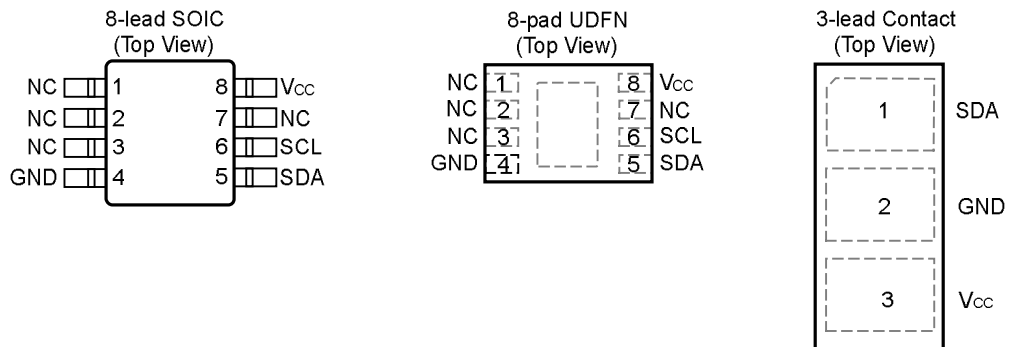 8-lead SOIC
(Top View)
NC 1 8 Vcc
NC 2 7 NC
NC 3 6 SCL
GND 4 5 SDA
8-pad UDFN
(Top View)
NC 1 8 Vcc
NC 2 7 NC
NC 3 6 SCL
GND 4 5 SDA
3-lead Contact
(Top View)
1 SDA
2 GND
3 Vcc